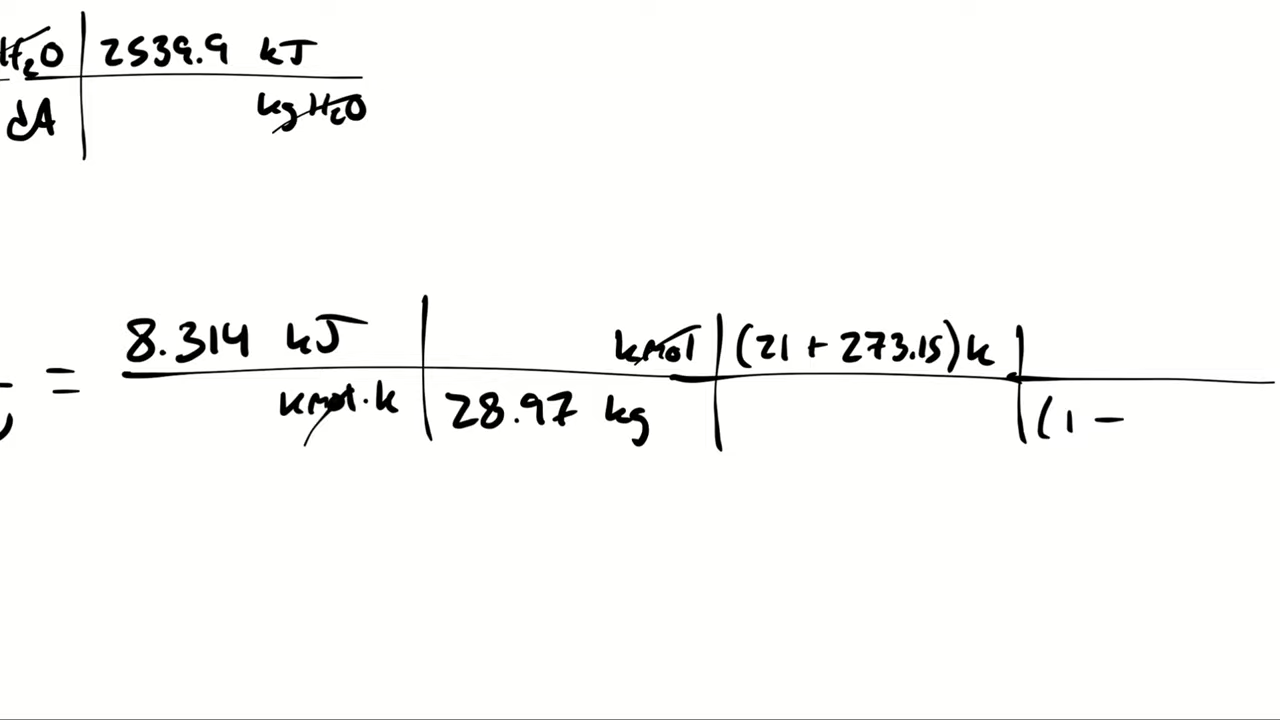 H₂O | 2539.9 kJ
dA | kg H₂O
= 8.314 kJ | kmol | (21 + 273.15) k |
kmol·k | 28.97 kg | | (1 −